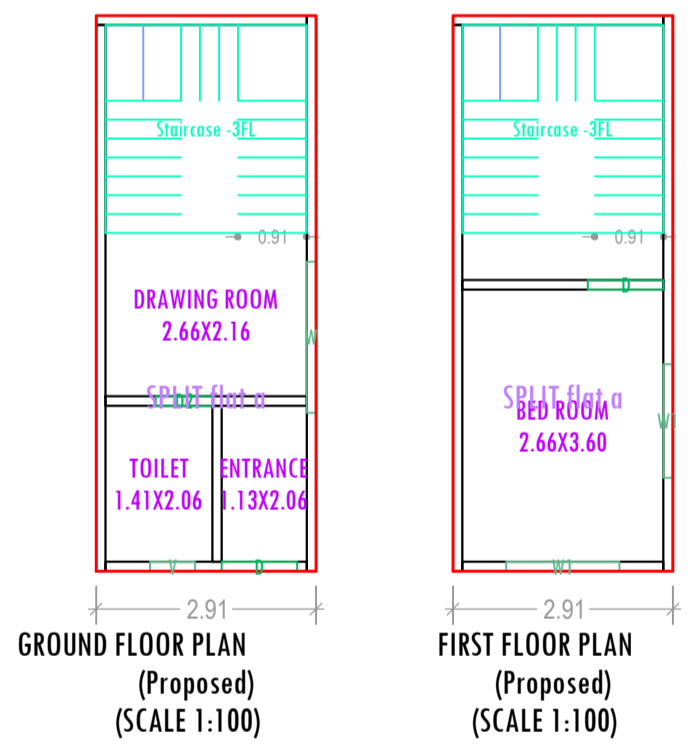 Staircase -3FL
0.91
DRAWING ROOM
2.66X2.16
W
SPLIT flat a
D2
TOILET
1.41X2.06
ENTRANCE
1.13X2.06
V
D
2.91
GROUND FLOOR PLAN
(Proposed)
(SCALE 1:100)
Staircase -3FL
0.91
D
SPLIT flat a
BED ROOM
2.66X3.60
W1
W1
2.91
FIRST FLOOR PLAN
(Proposed)
(SCALE 1:100)